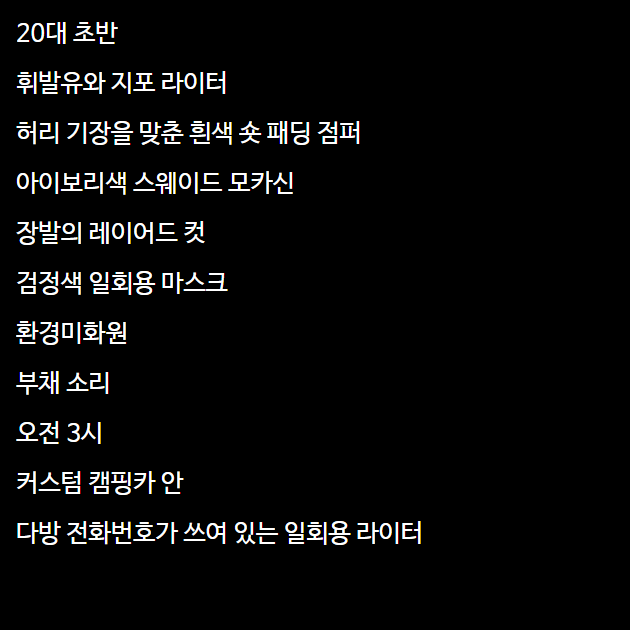 20대 초반
휘발유와 지포 라이터
허리 기장을 맞춘 흰색 숏 패딩 점퍼
아이보리색 스웨이드 모카신
장발의 레이어드 컷
검정색 일회용 마스크
환경미화원
부채 소리
오전 3시
커스텀 캠핑카 안
다방 전화번호가 쓰여 있는 일회용 라이터